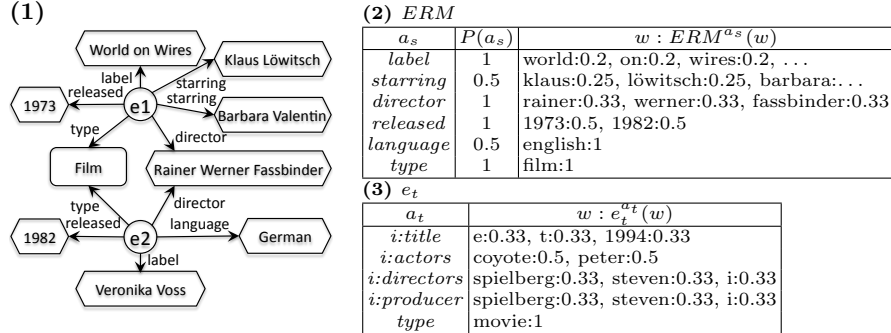 (1)
World on Wires
Klaus Löwitsch
label
starring
released
starring
1973
e1
Barbara Valentin
type
director
Film
Rainer Werner Fassbinder
type
director
released
language
1982
e2
German
label
Veronika Voss
(2) ERM
a_s P(a_s) w : ERM^{a_s}(w)
label 1 world:0.2, on:0.2, wires:0.2, ...
starring 0.5 klaus:0.25, löwitsch:0.25, barbara:...
director 1 rainer:0.33, werner:0.33, fassbinder:0.33
released 1 1973:0.5, 1982:0.5
language 0.5 english:1
type 1 film:1
(3) e_t
a_t w : e_t^{a_t}(w)
i:title e:0.33, t:0.33, 1994:0.33
i:actors coyote:0.5, peter:0.5
i:directors spielberg:0.33, steven:0.33, i:0.33
i:producer spielberg:0.33, steven:0.33, i:0.33
type movie:1